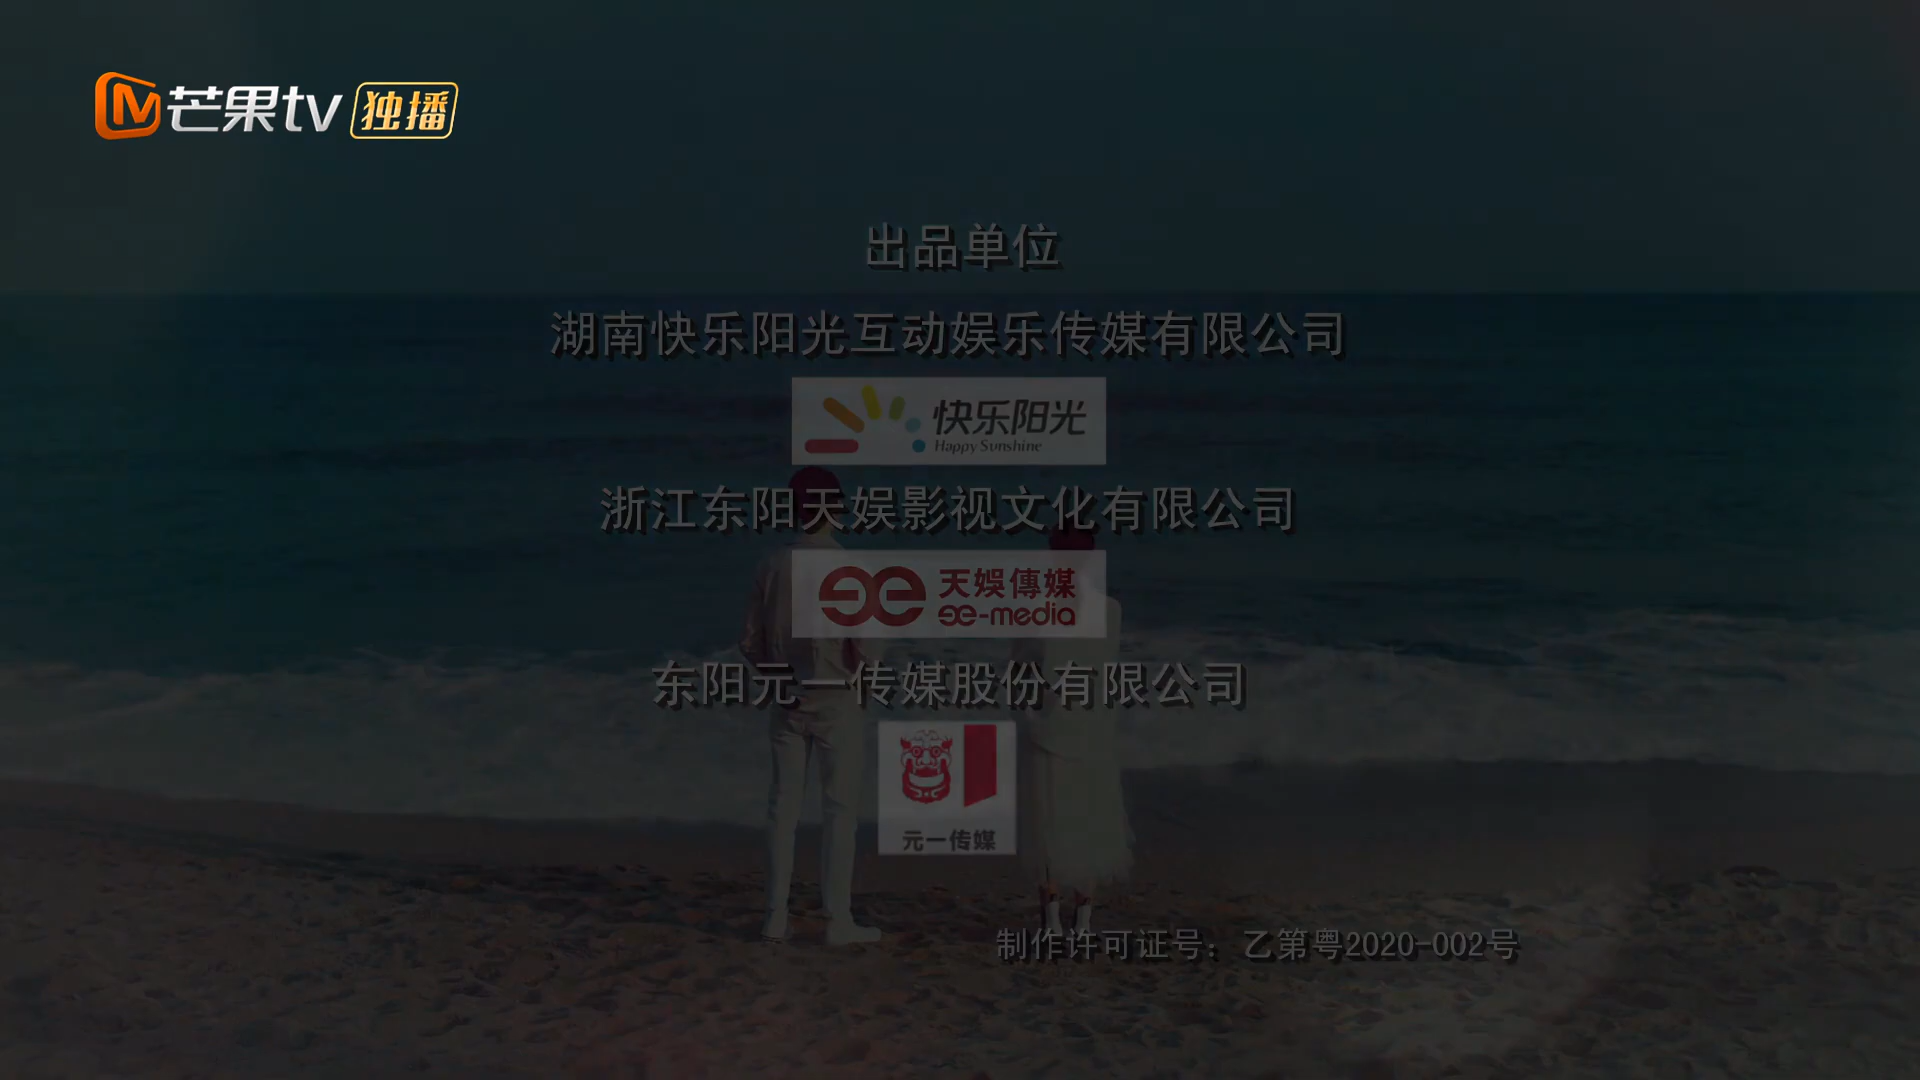 芒果tv 独播
出品单位
湖南快乐阳光互动娱乐传媒有限公司
快乐阳光
Happy Sunshine
浙江东阳天娱影视文化有限公司
天娱傳媒
ee-media
东阳元一传媒股份有限公司
元一传媒
制作许可证号：乙第粤2020-002号